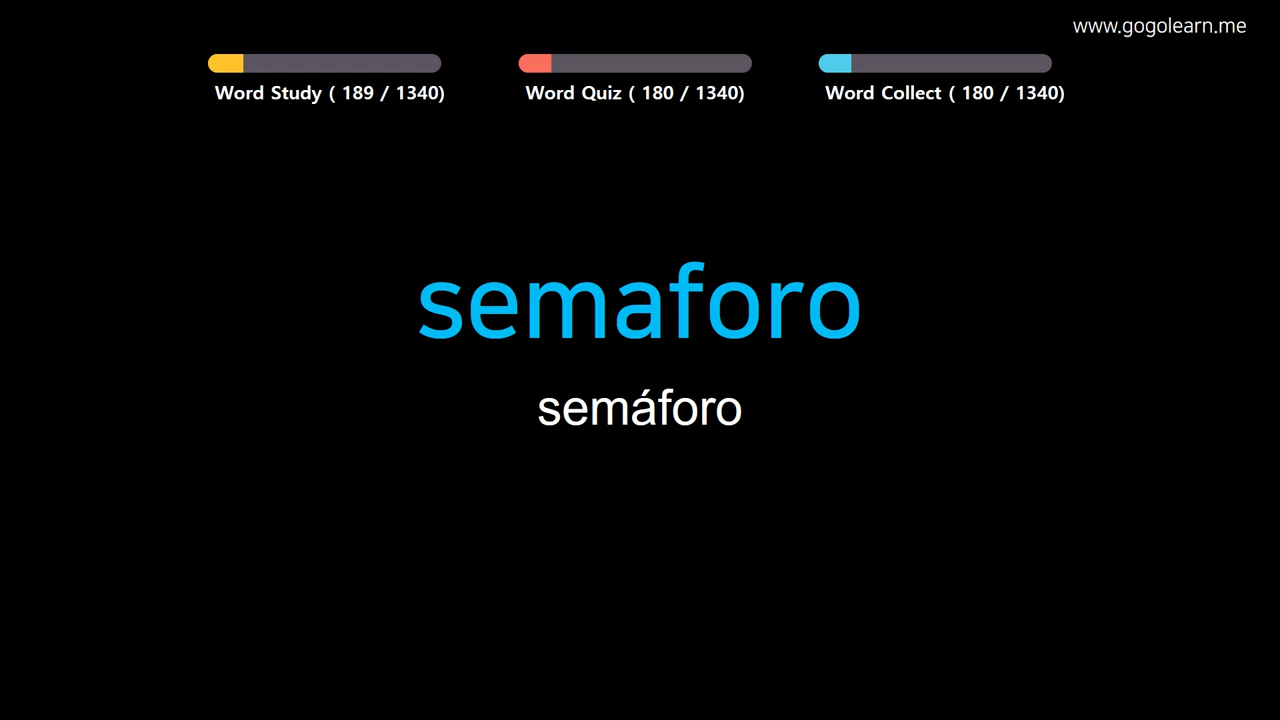 www.gogolearn.me
Word Study ( 189 / 1340)
Word Quiz ( 180 / 1340)
Word Collect ( 180 / 1340)
semaforo
semáforo